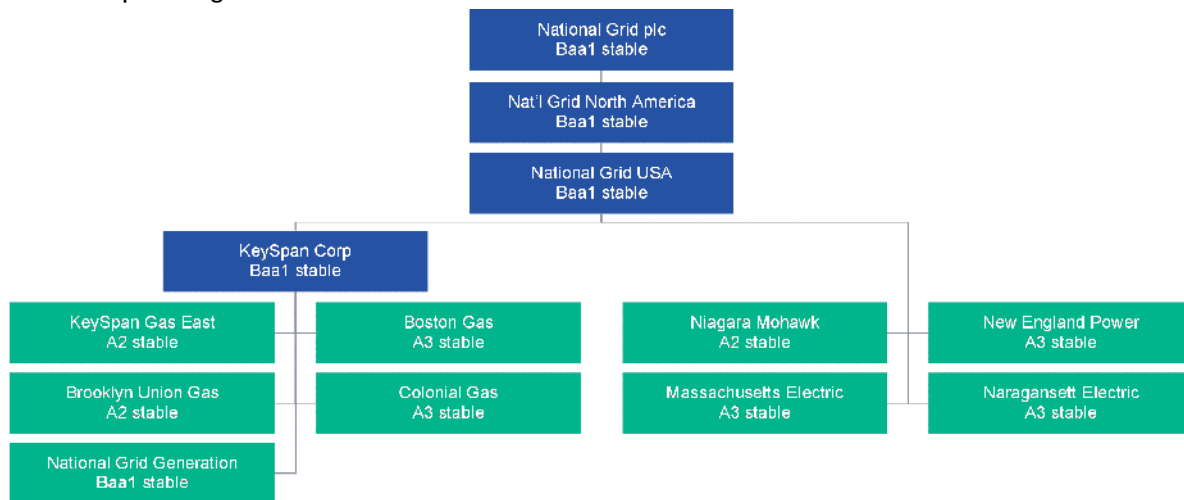 National Grid plc
Baa1 stable
Nat'l Grid North America
Baa1 stable
National Grid USA
Baa1 stable
KeySpan Corp
Baa1 stable
KeySpan Gas East
A2 stable
Boston Gas
A3 stable
Niagara Mohawk
A2 stable
New England Power
A3 stable
Brooklyn Union Gas
A2 stable
Colonial Gas
A3 stable
Massachusetts Electric
A3 stable
Naragansett Electric
A3 stable
National Grid Generation
Baa1 stable